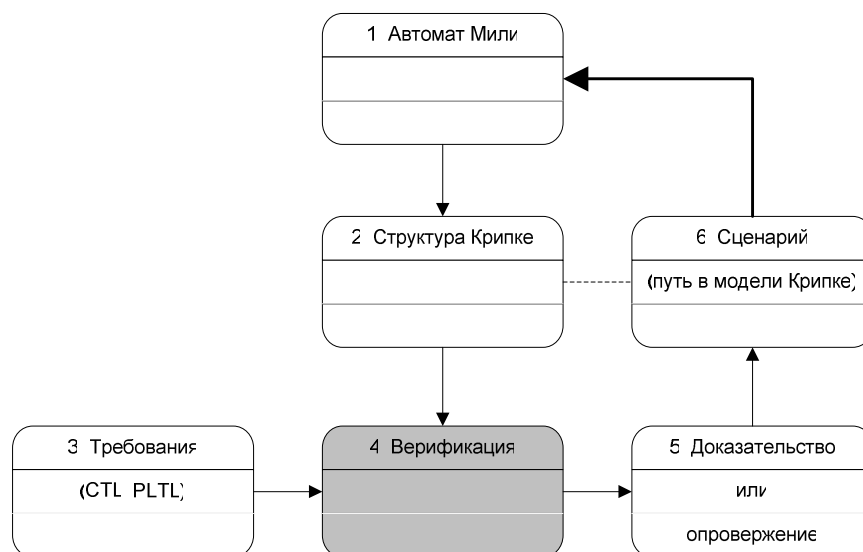 1 Автомат Мили
2 Структура Крипке
6 Сценарий
(путь в модели Крипке)
3 Требования
(CTL PLTL)
4 Верификация
5 Доказательство
или
опровержение